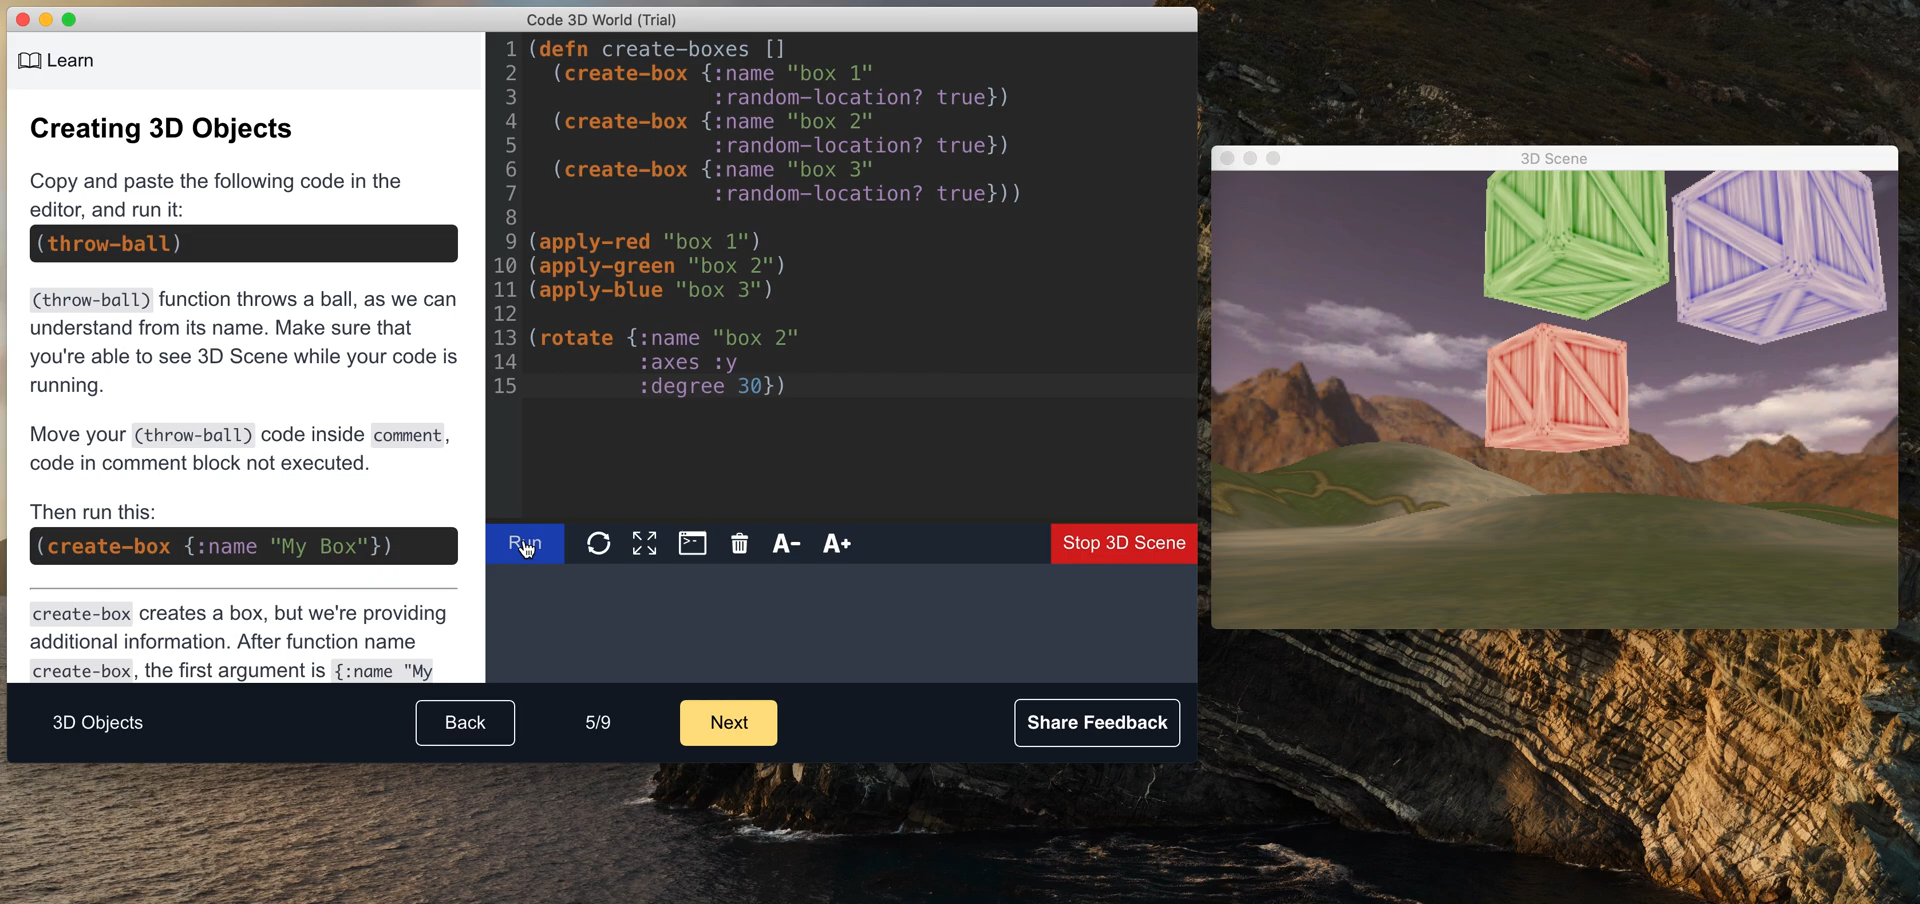 Code 3D World (Trial)
Learn
Creating 3D Objects
Copy and paste the following code in the
editor, and run it:
(throw-ball)
(throw-ball) function throws a ball, as we can
understand from its name. Make sure that
you're able to see 3D Scene while your code is
running.
Move your (throw-ball) code inside comment,
code in comment block not executed.
Then run this:
(create-box {:name "My Box"})
create-box creates a box, but we're providing
additional information. After function name
create-box, the first argument is {:name "My
1 (defn create-boxes []
2   (create-box {:name "box 1"
3                :random-location? true})
4   (create-box {:name "box 2"
5                :random-location? true})
6   (create-box {:name "box 3"
7                :random-location? true}))
8
9 (apply-red "box 1")
10 (apply-green "box 2")
11 (apply-blue "box 3")
12
13 (rotate {:name "box 2"
14          :axes :y
15          :degree 30})
Run A- A+ Stop 3D Scene
3D Objects Back 5/9 Next Share Feedback
3D Scene